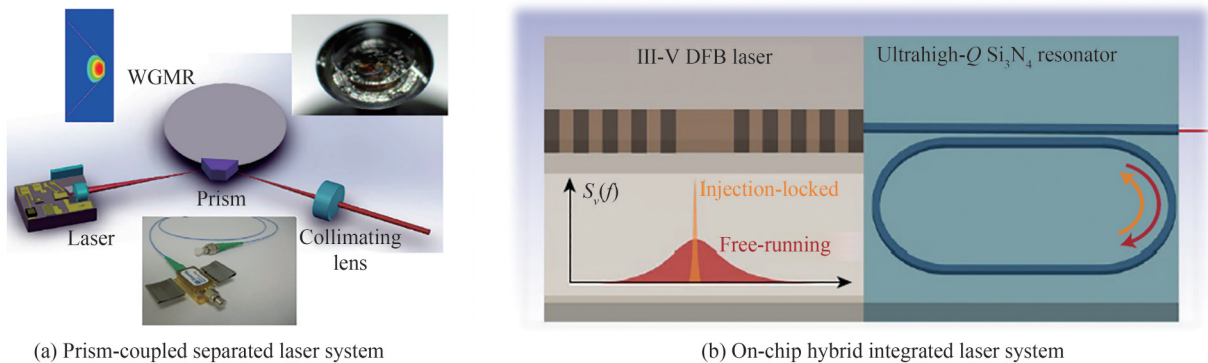 WGMR
Prism
Laser
Collimating
lens
(a) Prism-coupled separated laser system
III-V DFB laser
Ultrahigh-Q Si₃N₄ resonator
Sᵥ(f)
Injection-locked
Free-running
(b) On-chip hybrid integrated laser system